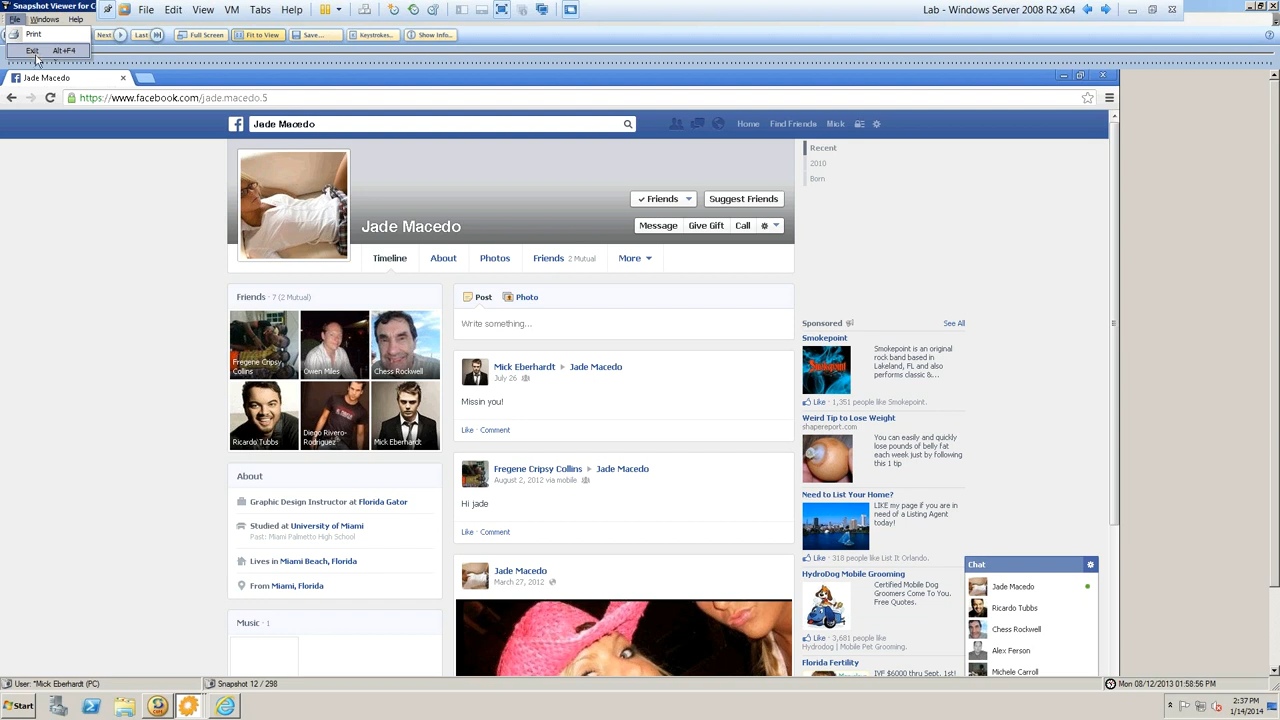 File Edit View VM Tabs Help
Lab - Windows Server 2008 R2 x64
Snapshot Viewer for C
File Windows Help
Print
Exit Alt+F4
Next Last Full Screen Fit to View Save... Keystrokes... Show Info...
Jade Macedo
https://www.facebook.com/jade.macedo.5
Jade Macedo
Home Find Friends Mick
Recent
2010
Born
Friends Suggest Friends
Jade Macedo
Message Give Gift Call
Timeline About Photos Friends 2 Mutual More
Friends · 7 (2 Mutual)
Fregene Cripsy Collins
Owen Miles
Chess Rockwell
Ricardo Tubbs
Diego Rivero-Rodriguez
Mick Eberhardt
About
Graphic Design Instructor at Florida Gator
Studied at University of Miami
Past: Miami Palmetto High School
Lives in Miami Beach, Florida
From Miami, Florida
Music · 1
Post Photo
Write something...
Mick Eberhardt Jade Macedo
July 26
Missin you!
Like · Comment
Fregene Cripsy Collins Jade Macedo
August 2, 2012 via mobile
Hi jade
Like · Comment
Jade Macedo
March 27, 2012
Sponsored See All
Smokepoint
Smokepoint
Smokepoint is an original
rock band based in
Lakeland, FL and also
performs classic &...
Like · 1,351 people like Smokepoint.
Weird Tip to Lose Weight
shapereport.com
You can easily and quickly
lose pounds of belly fat
each week just by following
this 1 tip
Need to List Your Home?
LIKE my page if you are in
need of a Listing Agent
today!
Like · 318 people like List It Orlando.
HydroDog Mobile Grooming
Certified Mobile Dog
Groomers Come To You.
Free Quotes.
Like · 3,681 people like
Hydrodog | Mobile Pet Grooming.
Florida Fertility
IVF $6000 thru Sept. 1st!
Chat
Jade Macedo
Ricardo Tubbs
Chess Rockwell
Alex Ferson
Michele Carroll
User: "Mick Eberhardt (PC)
Snapshot 12 / 298
Mon 08/12/2013 01:58:56 PM
Start
2:37 PM
1/14/2014